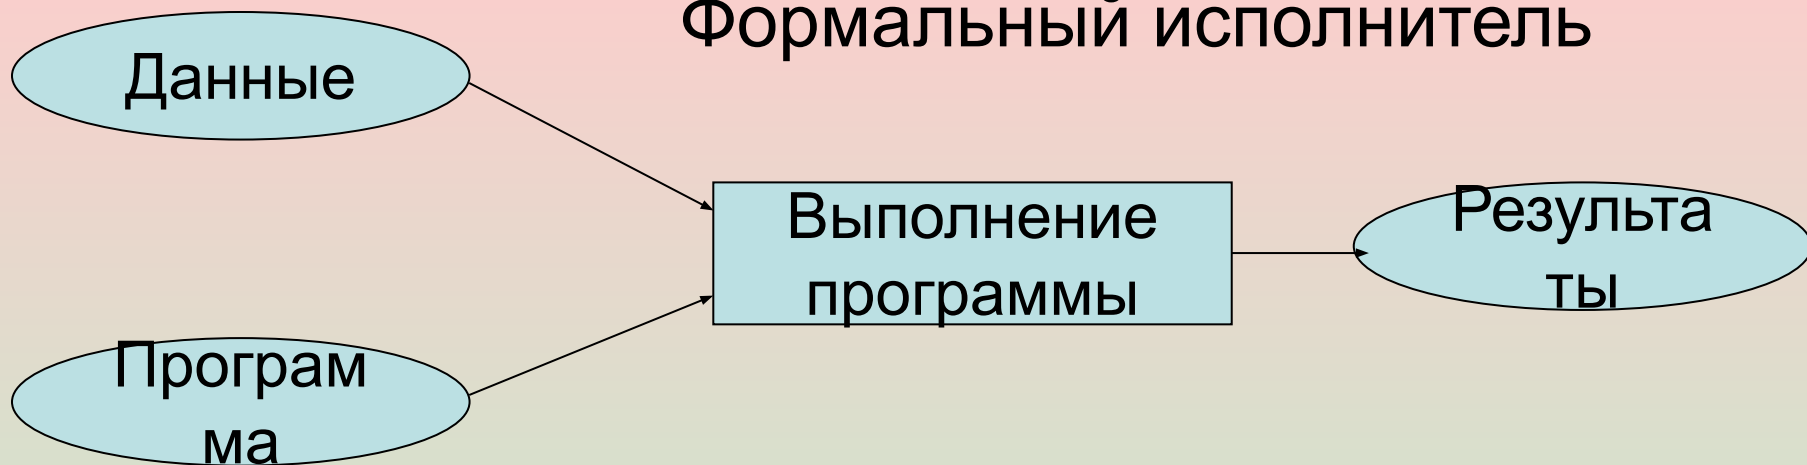 Формальный исполнитель
Данные
Выполнение
программы
Результа
ты
Програм
ма